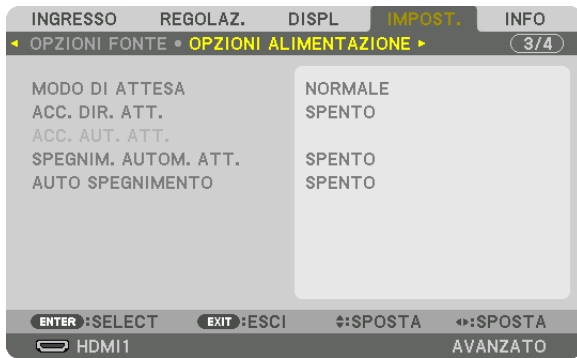 INGRESSO REGOLAZ. DISPL IMPOST. INFO
◂ OPZIONI FONTE • OPZIONI ALIMENTAZIONE ▸ 3/4
MODO DI ATTESA NORMALE
ACC. DIR. ATT. SPENTO
ACC. AUT. ATT.
SPEGNIM. AUTOM. ATT. SPENTO
AUTO SPEGNIMENTO SPENTO
ENTER :SELECT EXIT :ESCI ♦:SPOSTA ◂▸:SPOSTA
HDMI1 AVANZATO